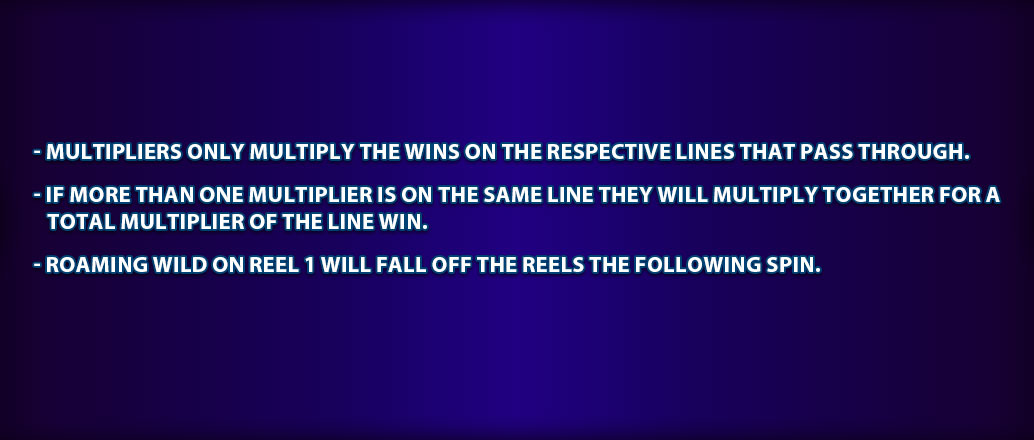 - MULTIPLIERS ONLY MULTIPLY THE WINS ON THE RESPECTIVE LINES THAT PASS THROUGH.
- IF MORE THAN ONE MULTIPLIER IS ON THE SAME LINE THEY WILL MULTIPLY TOGETHER FOR A
TOTAL MULTIPLIER OF THE LINE WIN.
- ROAMING WILD ON REEL 1 WILL FALL OFF THE REELS THE FOLLOWING SPIN.